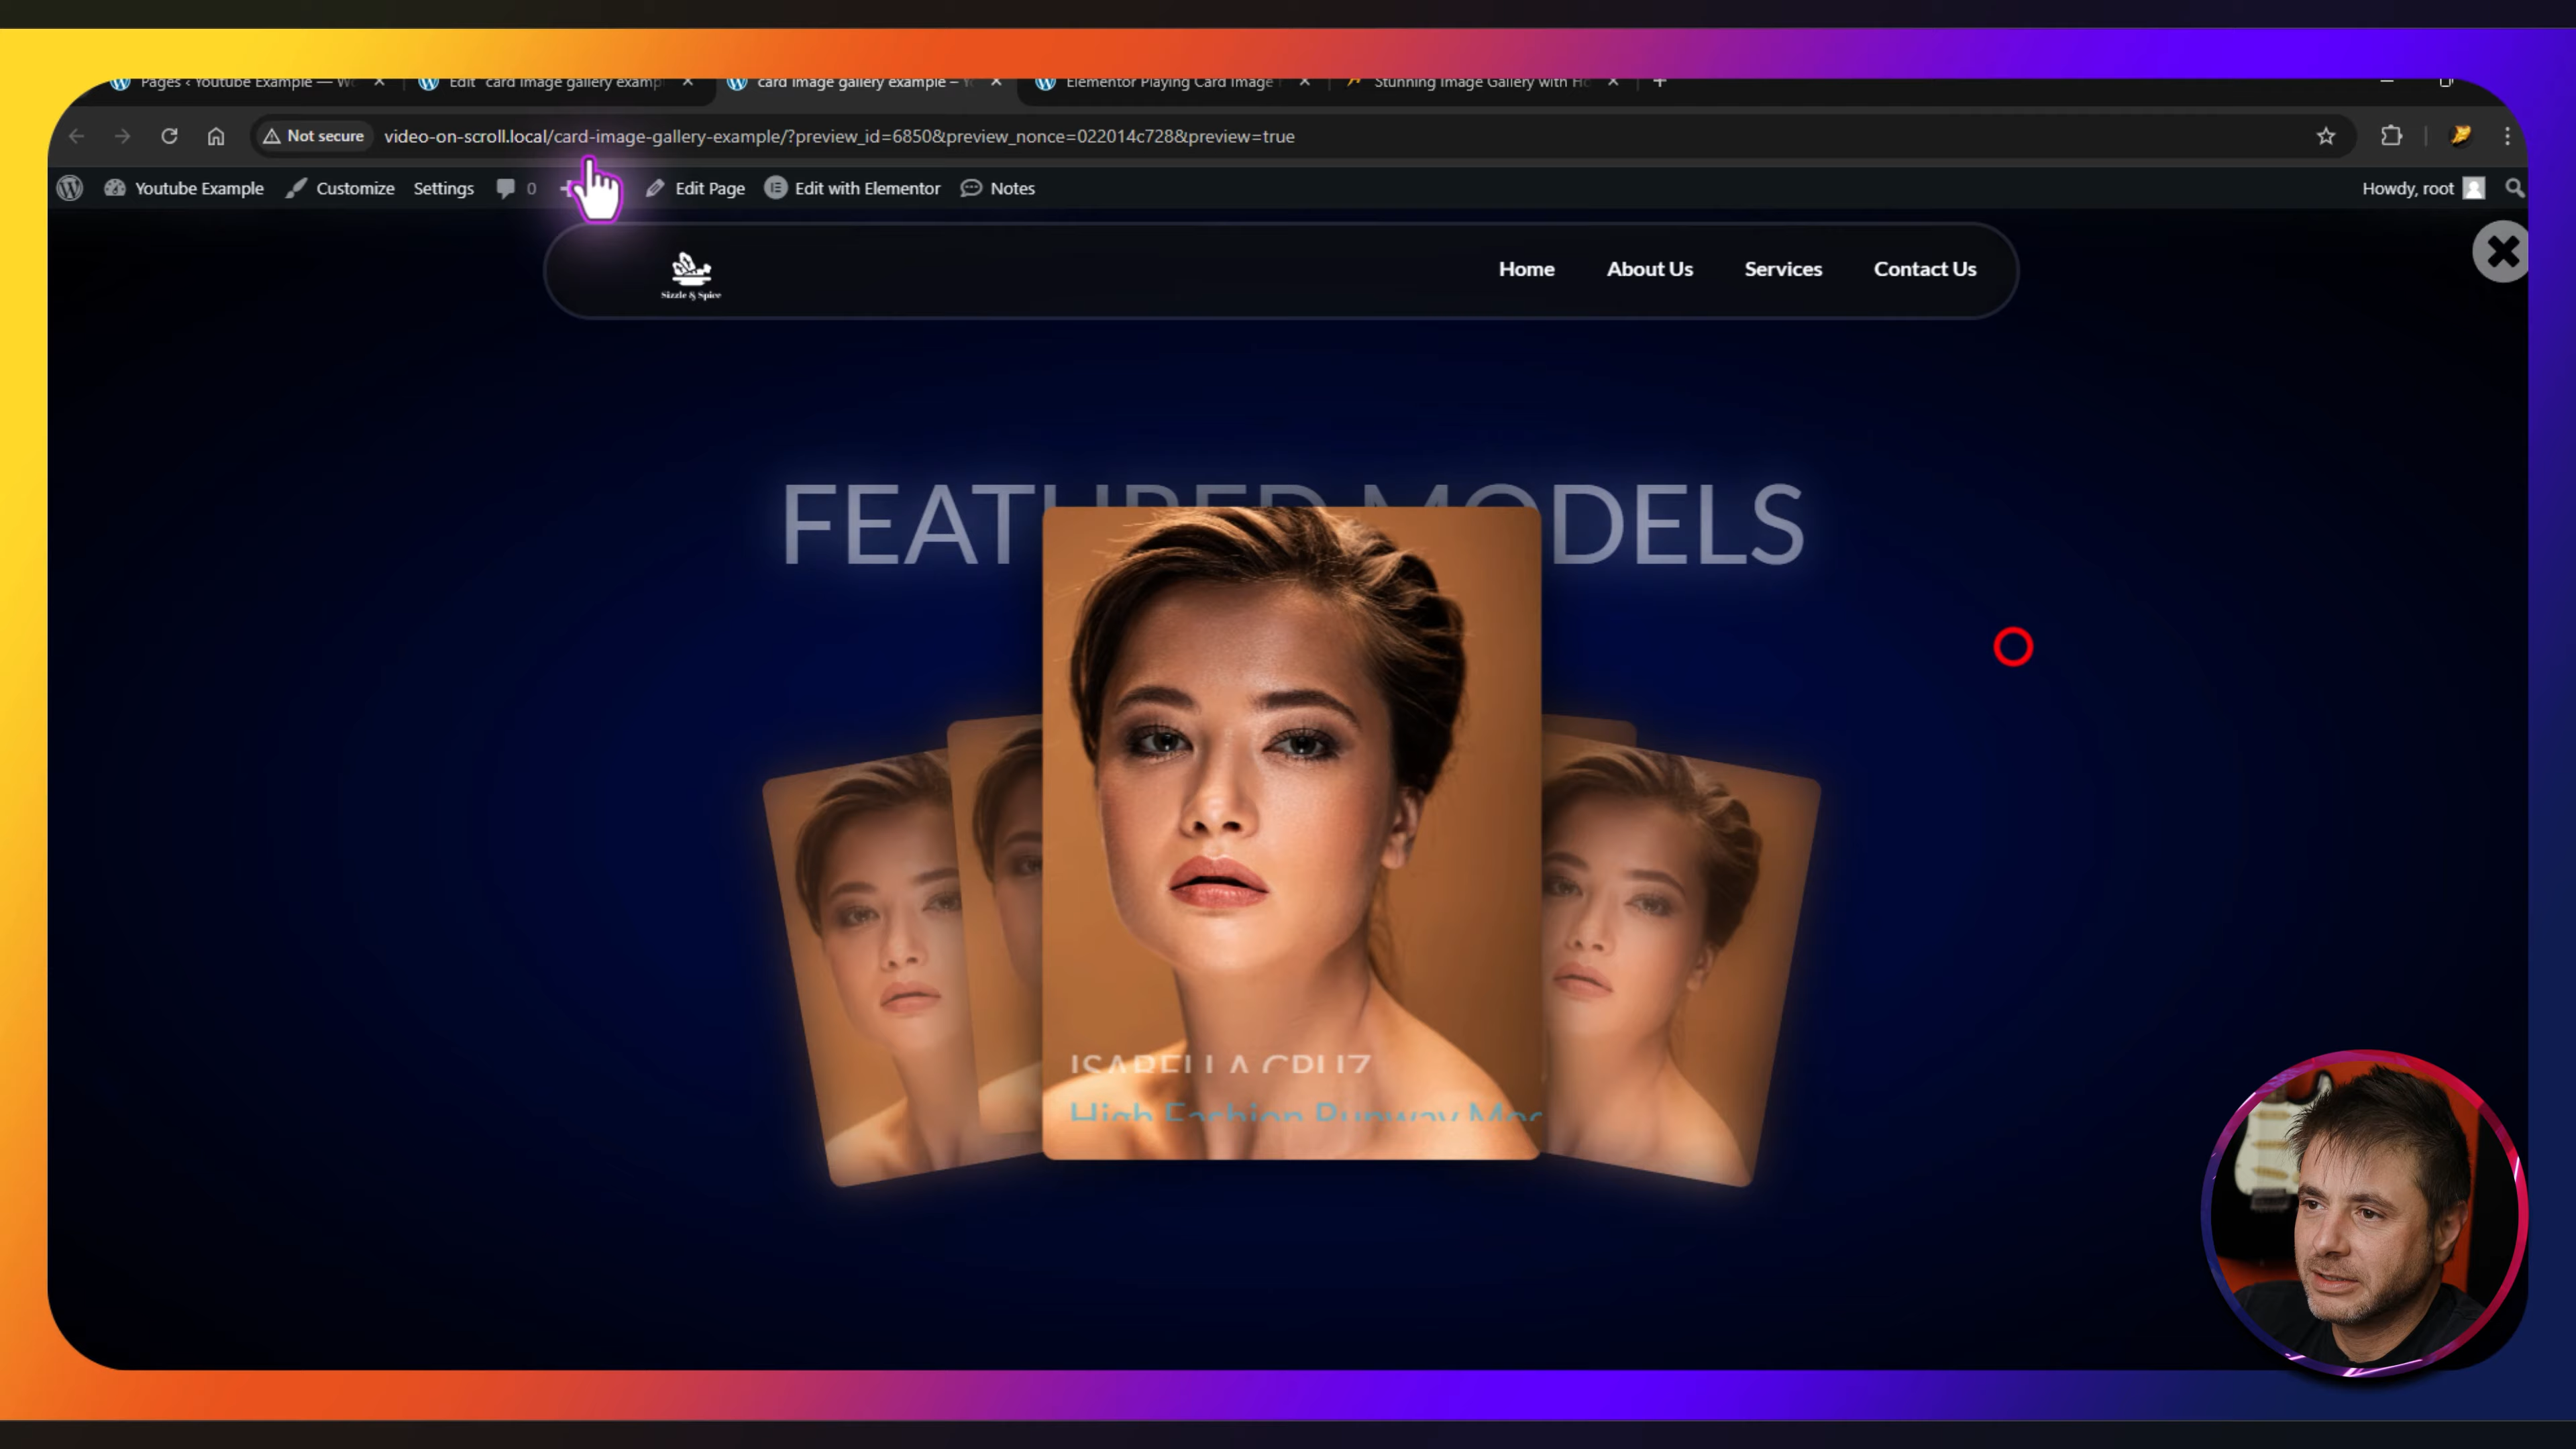 Pages ‹ Youtube Example — W
Edit "card image gallery examp
card image gallery example –
Elementor Playing Card Image
Stunning Image Gallery with Ho
Not secure
video-on-scroll.local/card-image-gallery-example/?preview_id=6850&preview_nonce=022014c728&preview=true
Youtube Example
Customize
Settings
0
Edit Page
Edit with Elementor
Notes
Howdy, root
Sizzle & Spice
Home
About Us
Services
Contact Us
FEATURED MODELS
ISABELLA CRUZ
High Fashion Runway Mod